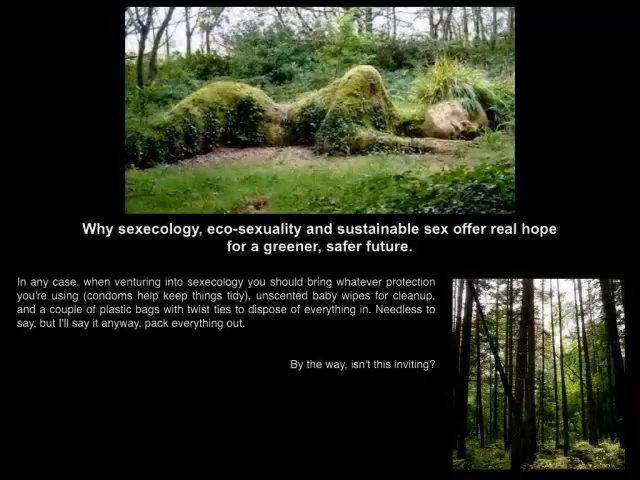 Why sexecology, eco-sexuality and sustainable sex offer real hope
for a greener, safer future.
In any case, when venturing into sexecology you should bring whatever protection
you're using (condoms help keep things tidy), unscented baby wipes for cleanup,
and a couple of plastic bags with twist ties to dispose of everything in. Needless to
say, but I'll say it anyway, pack everything out.
By the way, isn't this inviting?